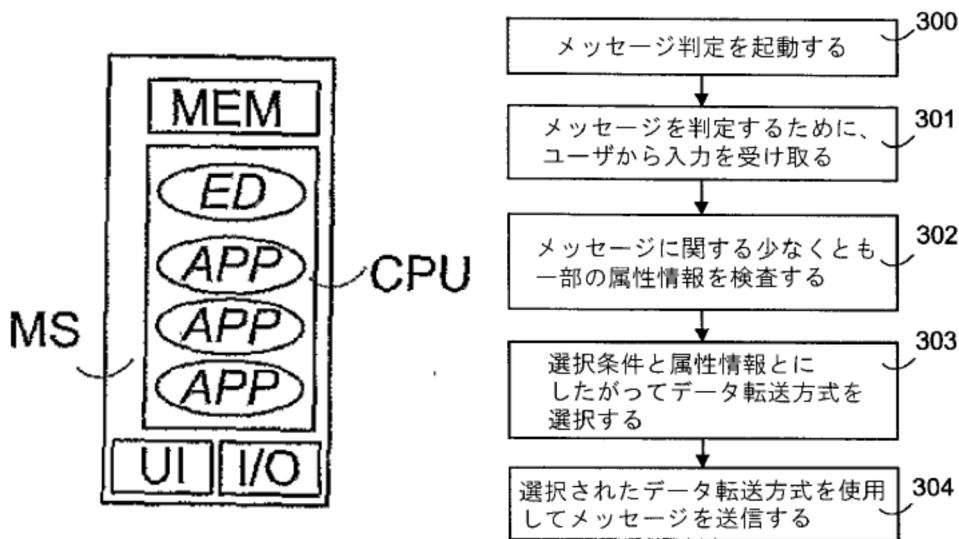 MEM
ED
APP
APP
APP
CPU
MS
UI
I/O
300
メッセージ判定を起動する
301
メッセージを判定するために、
ユーザから入力を受け取る
302
メッセージに関する少なくとも
一部の属性情報を検査する
303
選択条件と属性情報とに
したがってデータ転送方式を
選択する
304
選択されたデータ転送方式を使用
してメッセージを送信する